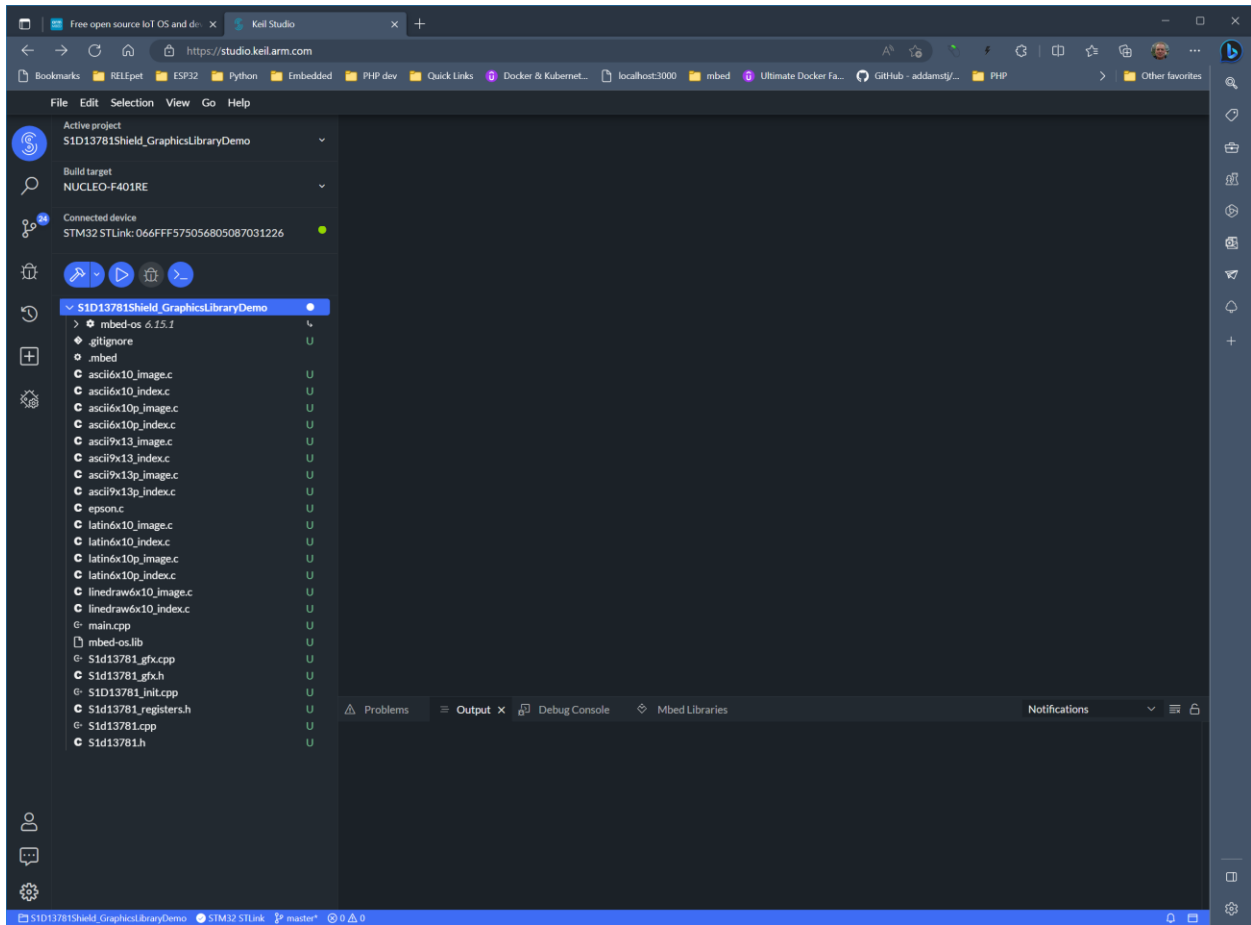 Free open source IoT OS and de
Keil Studio
https://studio.keil.arm.com
Bookmarks RELEpet ESP32 Python Embedded PHP dev Quick Links Docker & Kubernet... localhost:3000 mbed Ultimate Docker Fa... GitHub - addamstj/... PHP Other favorites
File Edit Selection View Go Help
Active project
S1D13781Shield_GraphicsLibraryDemo
Build target
NUCLEO-F401RE
24
Connected device
STM32 STLink: 066FFF575056805087031226
S1D13781Shield_GraphicsLibraryDemo
mbed-os 6.15.1
.gitignore U
.mbed
C ascii6x10_image.c U
C ascii6x10_index.c U
C ascii6x10p_image.c U
C ascii6x10p_index.c U
C ascii9x13_image.c U
C ascii9x13_index.c U
C ascii9x13p_image.c U
C ascii9x13p_index.c U
C epson.c U
C latin6x10_image.c U
C latin6x10_index.c U
C latin6x10p_image.c U
C latin6x10p_index.c U
C linedraw6x10_image.c U
C linedraw6x10_index.c U
main.cpp U
mbed-os.lib U
S1d13781_gfx.cpp U
C S1d13781_gfx.h U
S1D13781_init.cpp U
C S1d13781_registers.h U
S1d13781.cpp U
C S1d13781.h U
Problems Output Debug Console Mbed Libraries Notifications
S1D13781Shield_GraphicsLibraryDemo STM32 STLink master* 0 0